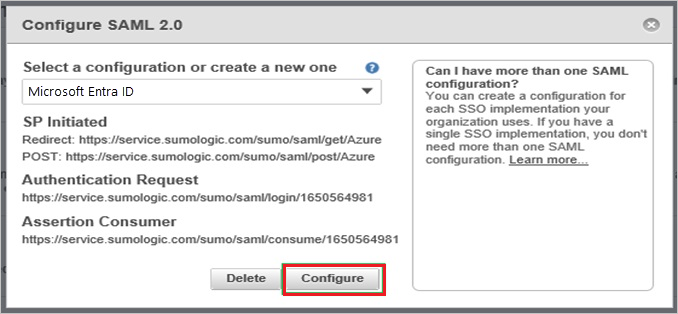 Configure SAML 2.0
Select a configuration or create a new one
Microsoft Entra ID
SP Initiated
Redirect: https://service.sumologic.com/sumo/saml/get/Azure
POST: https://service.sumologic.com/sumo/saml/post/Azure
Authentication Request
https://service.sumologic.com/sumo/saml/login/1650564981
Assertion Consumer
https://service.sumologic.com/sumo/saml/consume/1650564981
Delete
Configure
Can I have more than one SAML
configuration?
You can create a configuration for
each SSO implementation your
organization uses. If you have a
single SSO implementation, you don't
need more than one SAML
configuration. Learn more...